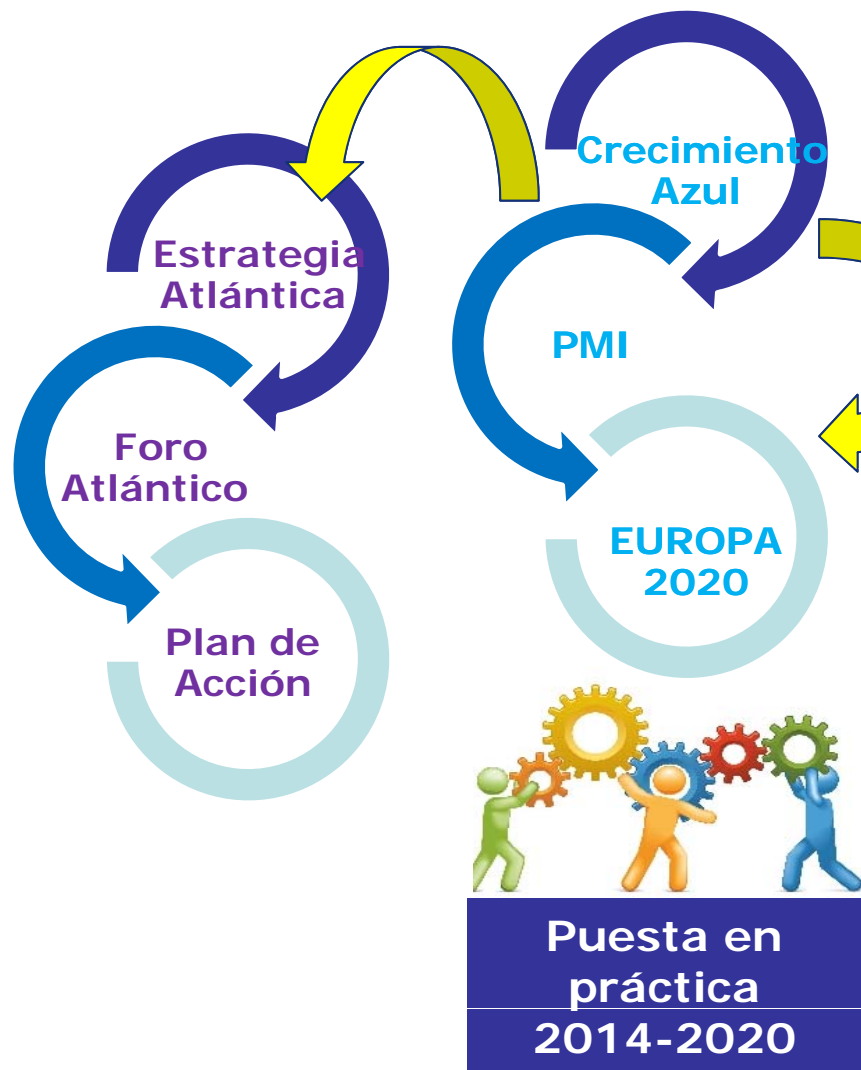 Crecimiento
Azul
Estrategia
Atlántica
PMI
Foro
Atlántico
EUROPA
2020
Plan de
Acción
Puesta en
práctica
2014-2020